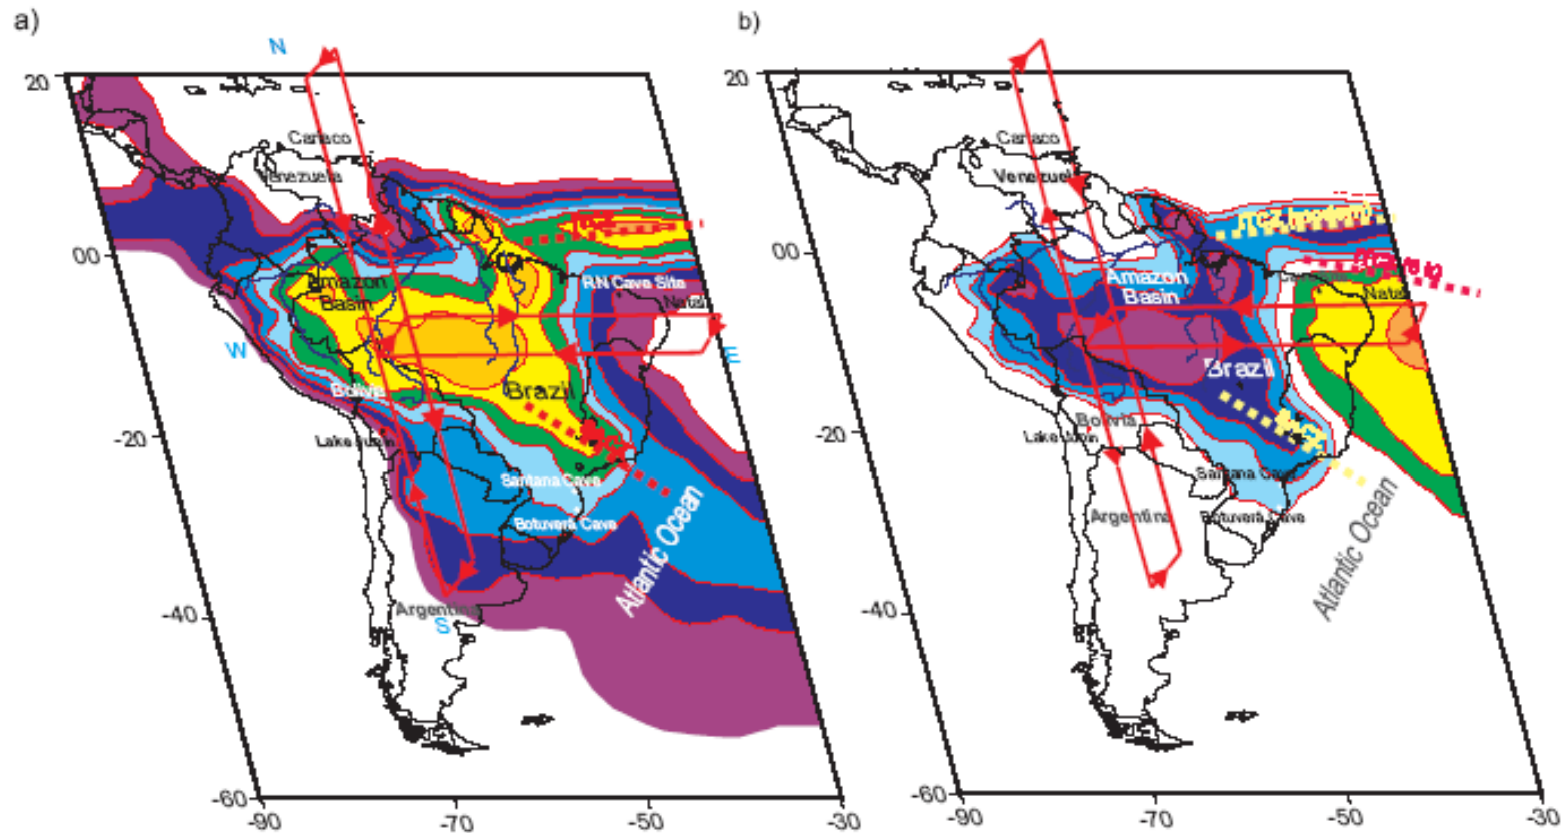 a)
N
20
Cariaco
Venezuela
00
Amazon
Basin
RN Cave Site
Natal
W
E
Bolivia
Brazil
Lake Junin
-20
Santana Cave
Botuverá Cave
Atlantic Ocean
Argentina
S
-40
-60
-90
-70
-50
-30
b)
20
Cariaco
Venezuel
00
Amazon
Basin
Natal
Brazil
Bolivia
Lake Junin
-20
Santana Cave
Argentina
Botuverá Cave
Atlantic Ocean
-40
-60
-90
-70
-50
-30